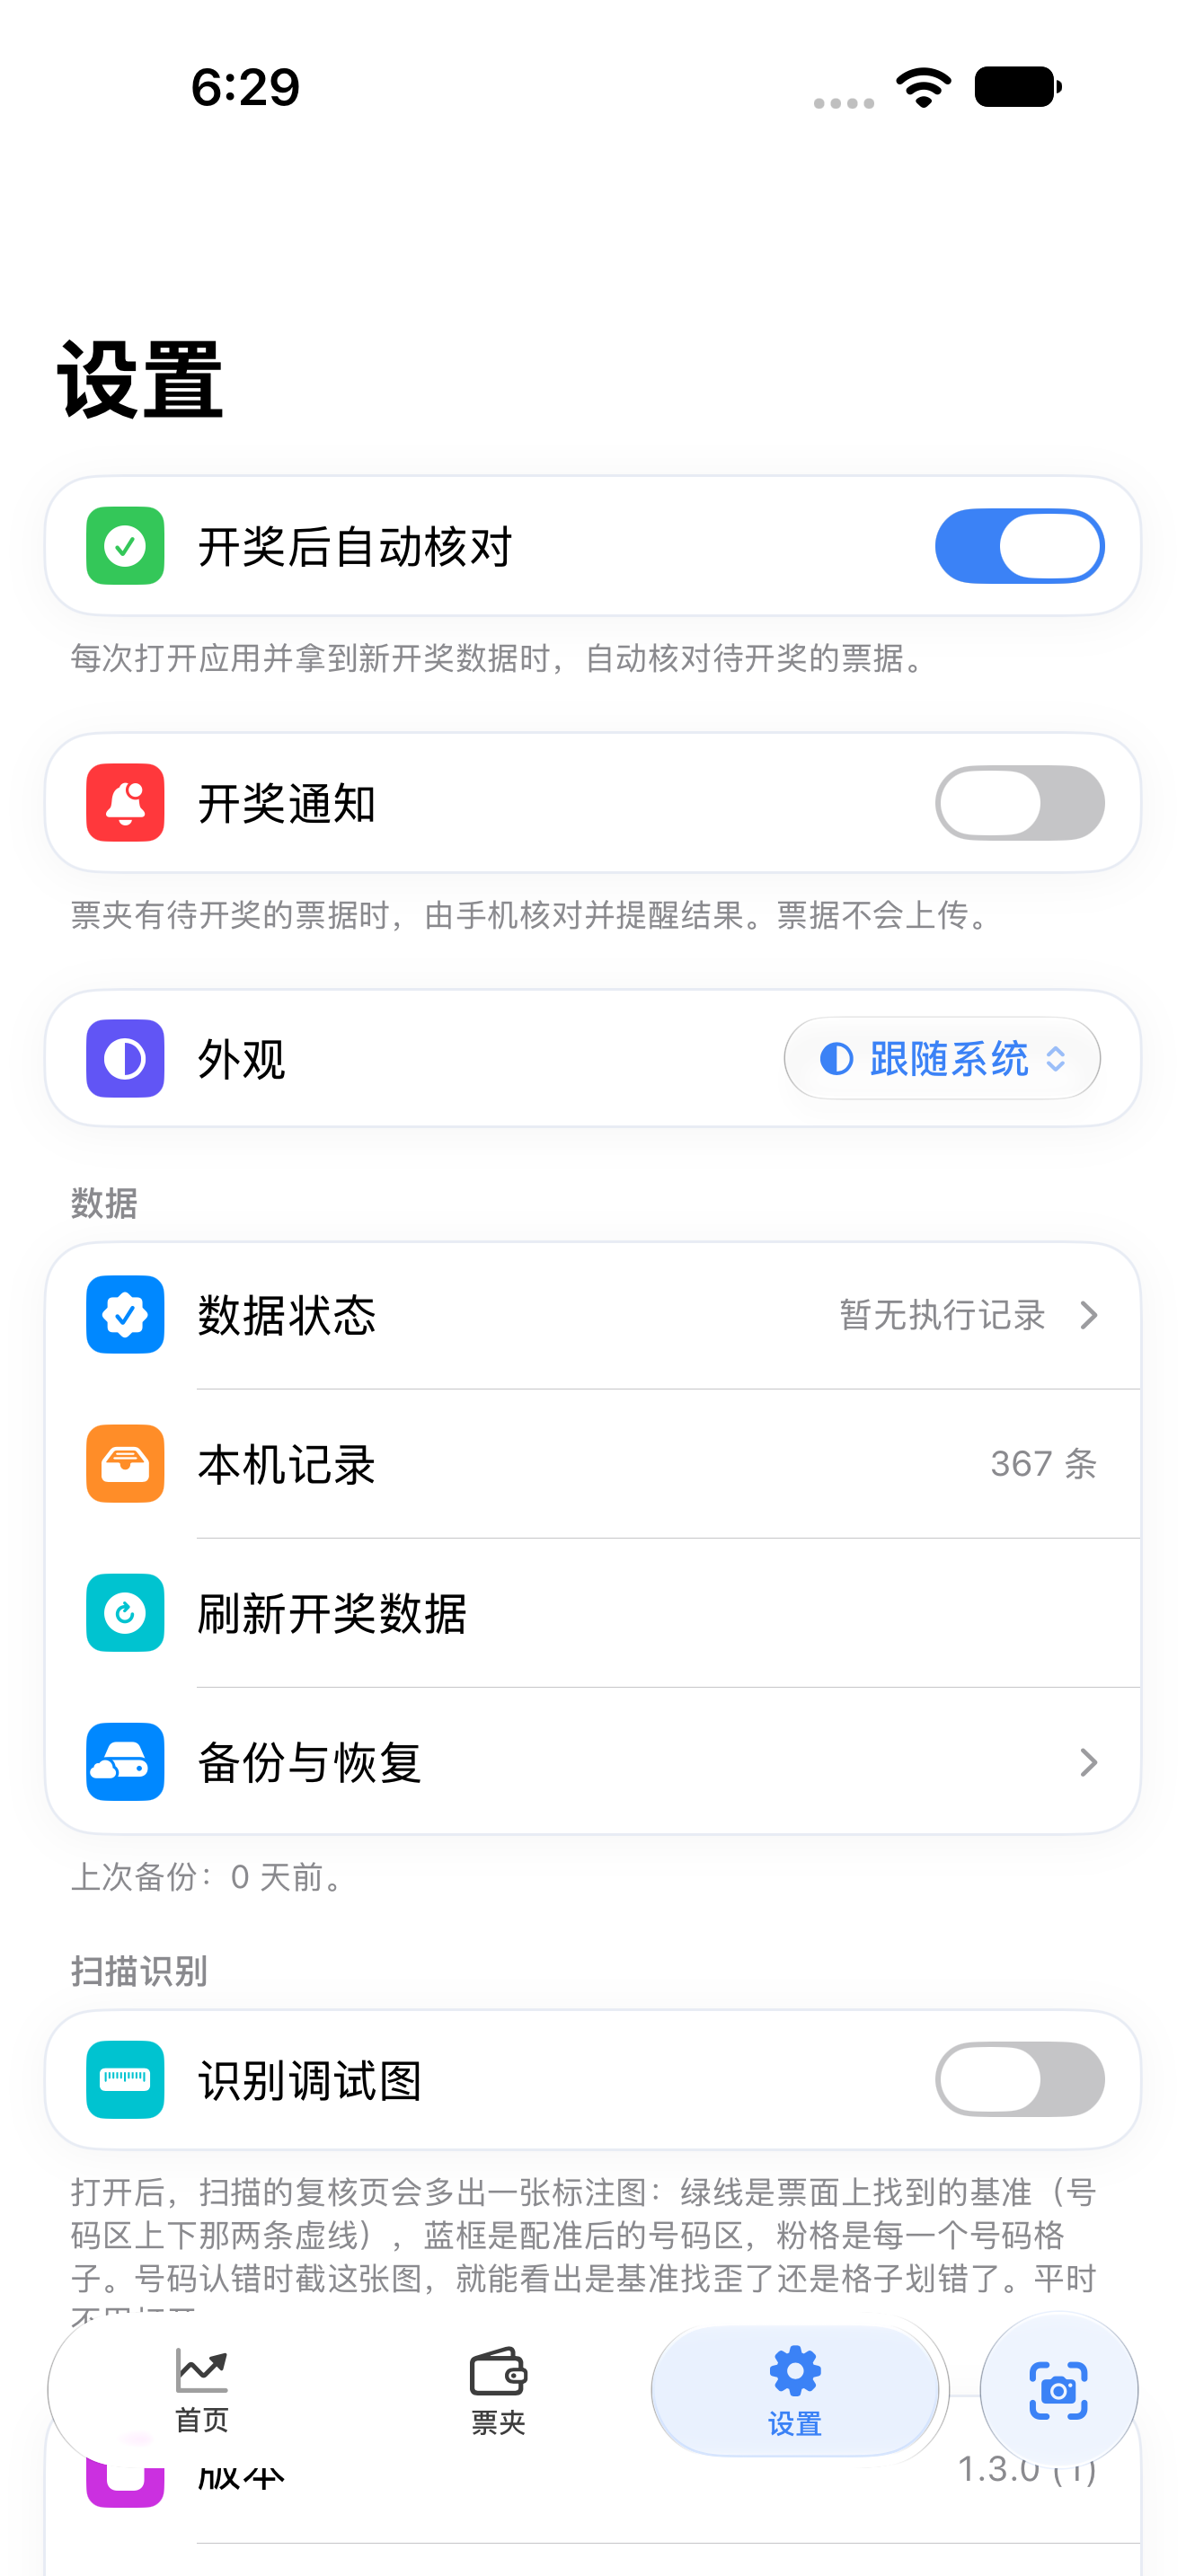 6:29
设置
开奖后自动核对
每次打开应用并拿到新开奖数据时，自动核对待开奖的票据。
开奖通知
票夹有待开奖的票据时，由手机核对并提醒结果。票据不会上传。
外观
跟随系统
数据
数据状态
暂无执行记录
本机记录
367 条
刷新开奖数据
备份与恢复
上次备份：0 天前。
扫描识别
识别调试图
打开后，扫描的复核页会多出一张标注图：绿线是票面上找到的基准（号
码区上下那两条虚线），蓝框是配准后的号码区，粉格是每一个号码格
子。号码认错时截这张图，就能看出是基准找歪了还是格子划错了。平时
首页
票夹
设置
版本
1.3.0 (1)